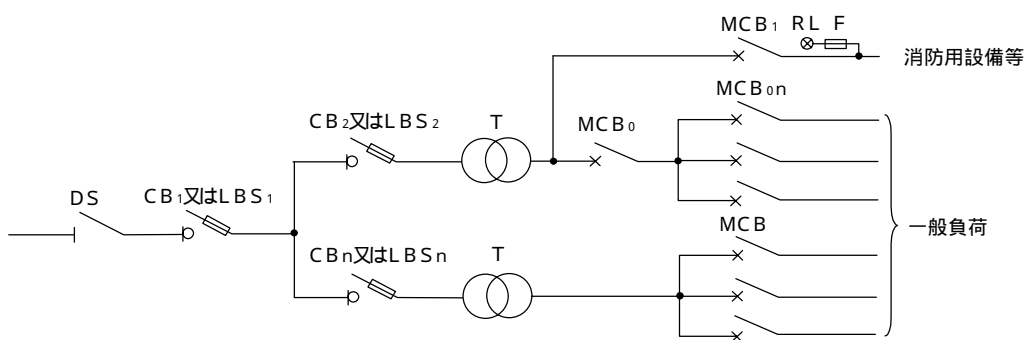 MCB₁ RL F
消防用設備等
MCB₀n
CB₂又はLBS₂ T MCB₀
DS CB₁又はLBS₁
MCB
一般負荷
CBn又はLBSn T